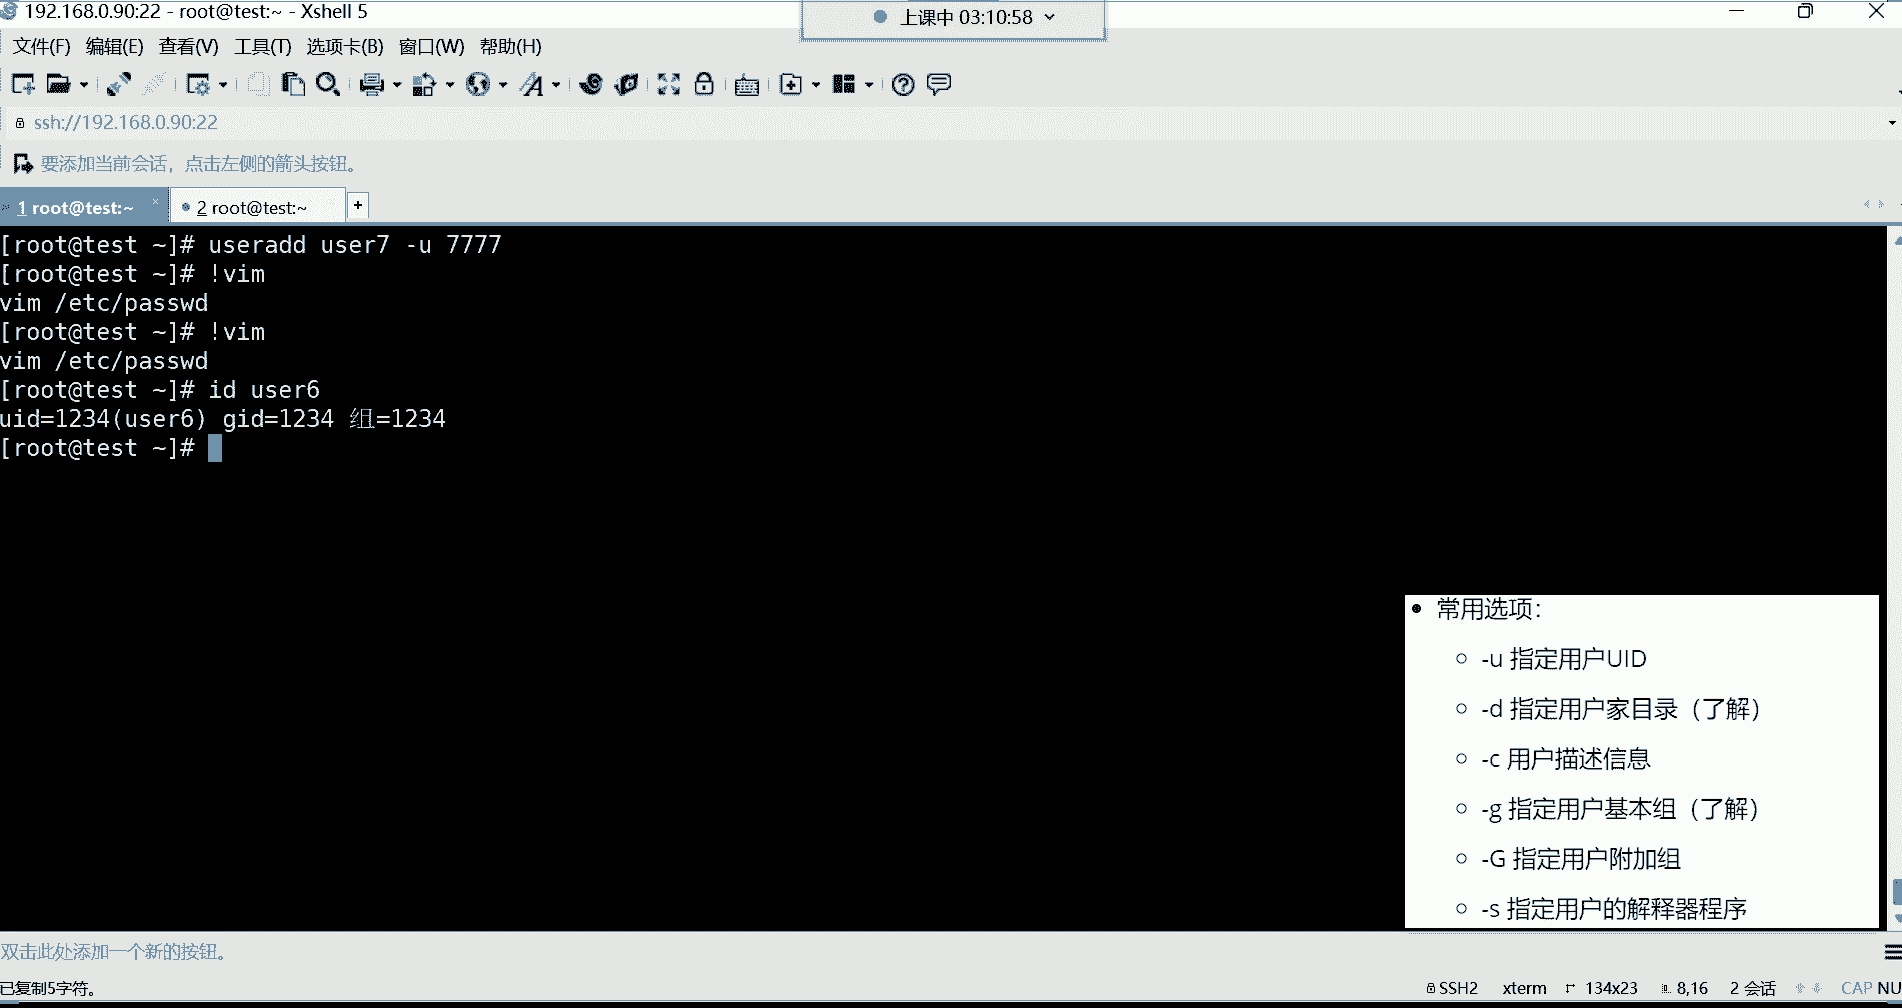 192.168.0.90:22 - root@test:~ - Xshell 5
上课中 03:10:58
文件(F) 编辑(E) 查看(V) 工具(T) 选项卡(B) 窗口(W) 帮助(H)
ssh://192.168.0.90:22
要添加当前会话，点击左侧的箭头按钮。
1 root@test:~ × 2 root@test:~ +
[root@test ~]# useradd user7 -u 7777
[root@test ~]# !vim
vim /etc/passwd
[root@test ~]# !vim
vim /etc/passwd
[root@test ~]# id user6
uid=1234(user6) gid=1234 组=1234
[root@test ~]#
常用选项：
-u 指定用户UID
-d 指定用户家目录（了解）
-c 用户描述信息
-g 指定用户基本组（了解）
-G 指定用户附加组
-s 指定用户的解释器程序
双击此处添加一个新的按钮。
已复制5字符。 SSH2 xterm 134x23 8,16 2 会话 CAP NU